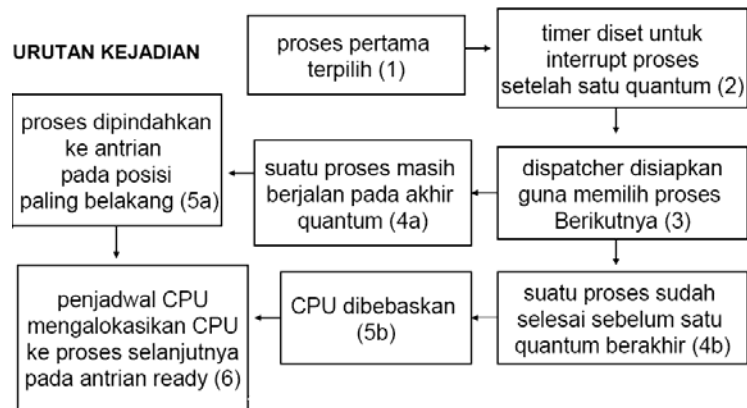 URUTAN KEJADIAN
proses pertama
terpilih (1)
timer diset untuk
interrupt proses
setelah satu quantum (2)
proses dipindahkan
ke antrian
pada posisi
paling belakang (5a)
suatu proses masih
berjalan pada akhir
quantum (4a)
dispatcher disiapkan
guna memilih proses
Berikutnya (3)
penjadwal CPU
mengalokasikan CPU
ke proses selanjutnya
pada antrian ready (6)
CPU dibebaskan
(5b)
suatu proses sudah
selesai sebelum satu
quantum berakhir (4b)